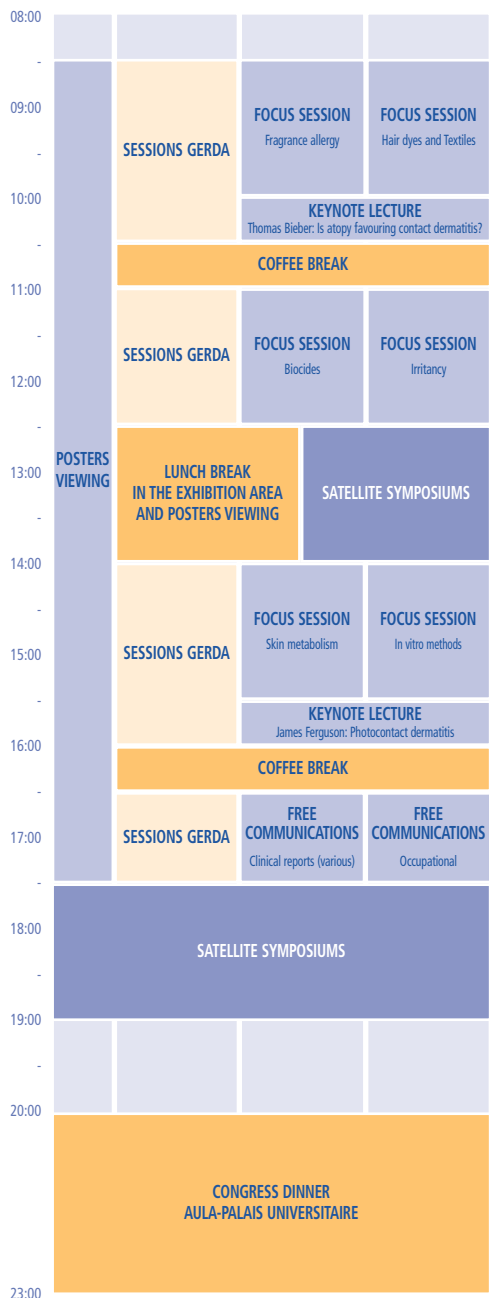 08:00
-
09:00
-
10:00
-
11:00
-
12:00
-
13:00
-
14:00
-
15:00
-
16:00
-
17:00
-
18:00
-
19:00
-
20:00
23:00
POSTERS
VIEWING
SESSIONS GERDA
FOCUS SESSION
Fragrance allergy
FOCUS SESSION
Hair dyes and Textiles
KEYNOTE LECTURE
Thomas Bieber: Is atopy favouring contact dermatitis?
COFFEE BREAK
SESSIONS GERDA
FOCUS SESSION
Biocides
FOCUS SESSION
Irritancy
LUNCH BREAK
IN THE EXHIBITION AREA
AND POSTERS VIEWING
SATELLITE SYMPOSIUMS
SESSIONS GERDA
FOCUS SESSION
Skin metabolism
FOCUS SESSION
In vitro methods
KEYNOTE LECTURE
James Ferguson: Photocontact dermatitis
COFFEE BREAK
SESSIONS GERDA
FREE
COMMUNICATIONS
Clinical reports (various)
FREE
COMMUNICATIONS
Occupational
SATELLITE SYMPOSIUMS
CONGRESS DINNER
AULA-PALAIS UNIVERSITAIRE